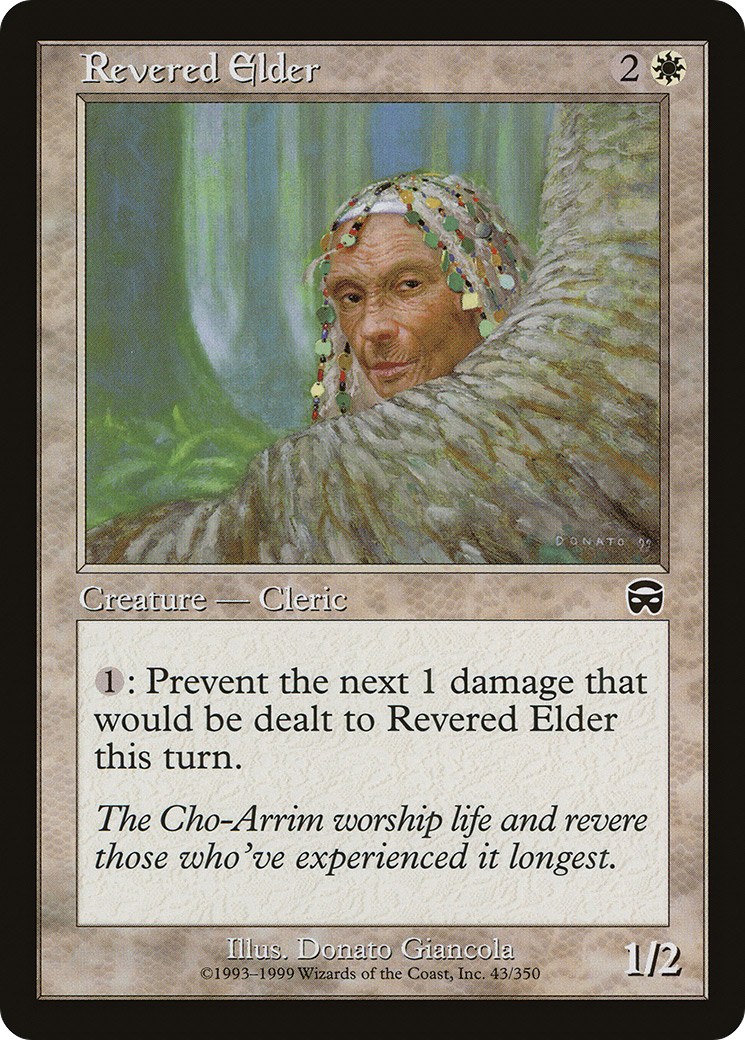 Revered Elder 2
DONATO 99
Creature — Cleric
1: Prevent the next 1 damage that
would be dealt to Revered Elder
this turn.
The Cho-Arrim worship life and revere
those who've experienced it longest.
Illus. Donato Giancola
©1993–1999 Wizards of the Coast, Inc. 43/350
1/2